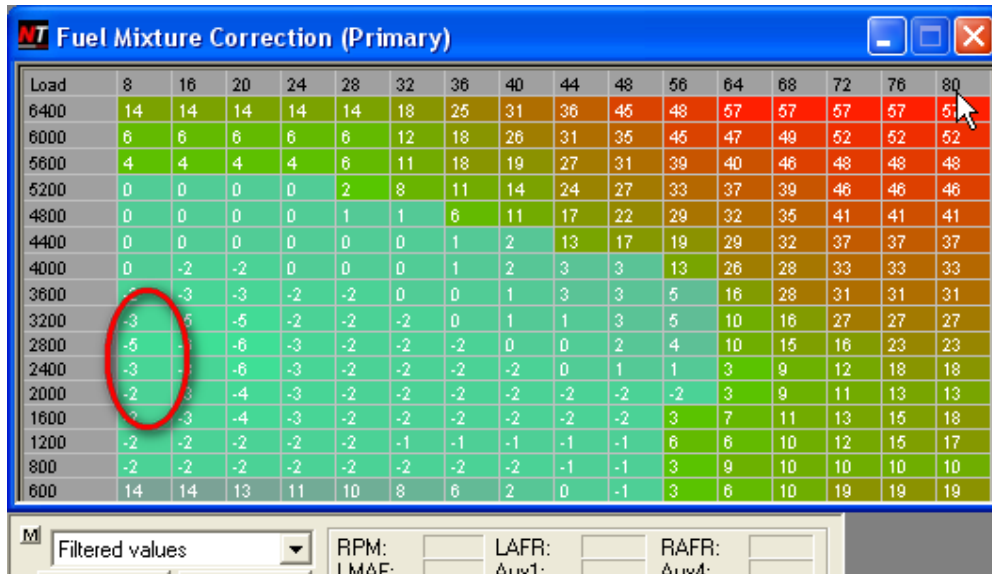 NT Fuel Mixture Correction (Primary)
Load 8 16 20 24 28 32 36 40 44 48 56 64 68 72 76 80
6400 14 14 14 14 14 18 25 31 36 45 48 57 57 57 57
6000 6 6 6 6 6 12 18 26 31 35 45 47 49 52 52 52
5600 4 4 4 4 6 11 18 19 27 31 39 40 46 48 48 48
5200 0 0 0 0 2 8 11 14 24 27 33 37 39 46 46 46
4800 0 0 0 0 1 1 6 11 17 22 29 32 35 41 41 41
4400 0 0 0 0 0 0 1 2 13 17 19 29 32 37 37 37
4000 0 -2 -2 0 0 0 1 2 3 3 13 26 28 33 33 33
3600 -3 -3 -2 -2 0 0 1 3 3 5 16 28 31 31 31
3200 -3 -5 -2 -2 -2 0 1 1 3 5 10 16 27 27 27
2800 -5 -6 -3 -2 -2 -2 0 0 2 4 10 15 16 23 23
2400 -3 -6 -3 -2 -2 -2 -2 0 1 1 3 9 12 18 18
2000 -2 -4 -3 -2 -2 -2 -2 -2 -2 -2 3 9 11 13 13
1600 -3 -4 -3 -2 -2 -2 -2 -2 -2 3 7 11 13 15 18
1200 -2 -2 -2 -2 -2 -1 -1 -1 -1 -1 6 6 10 12 15 17
800 -2 -2 -2 -2 -2 -2 -2 -2 -1 -1 3 9 10 10 10 10
600 14 14 13 11 10 8 6 2 0 -1 3 6 10 19 19 19
M Filtered values RPM: LAFR: RAFR:
LMAF: Aux1: Aux4: